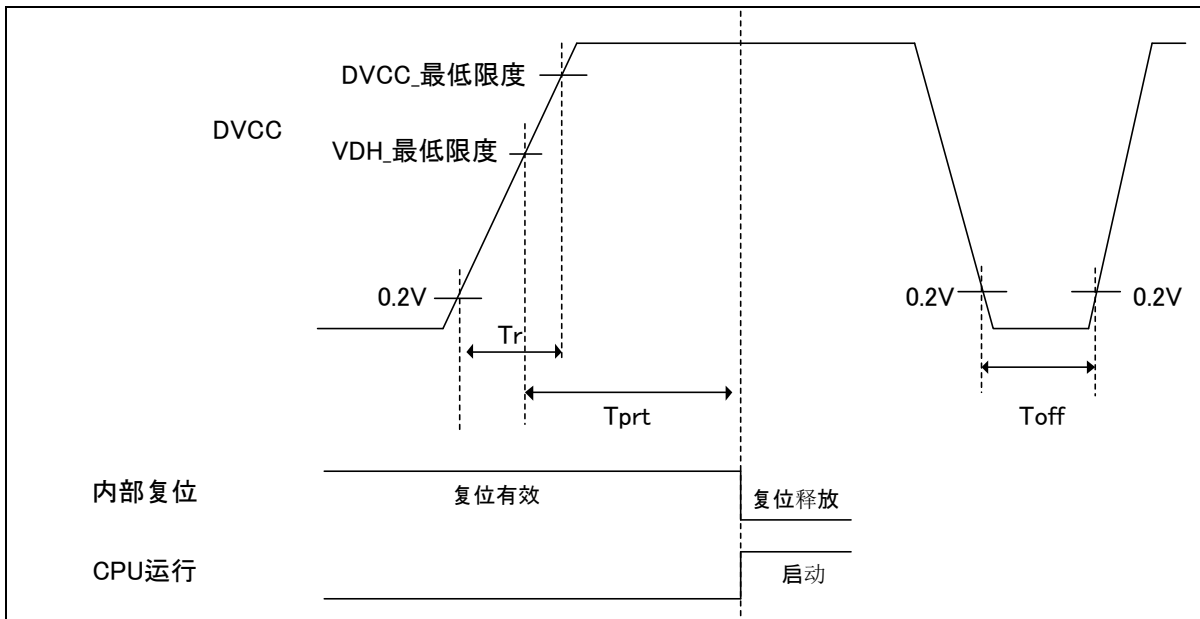 DVCC_最低限度
DVCC
VDH_最低限度
0.2V
0.2V
0.2V
Tr
Tprt
Toff
内部复位
复位有效
复位释放
CPU运行
启动